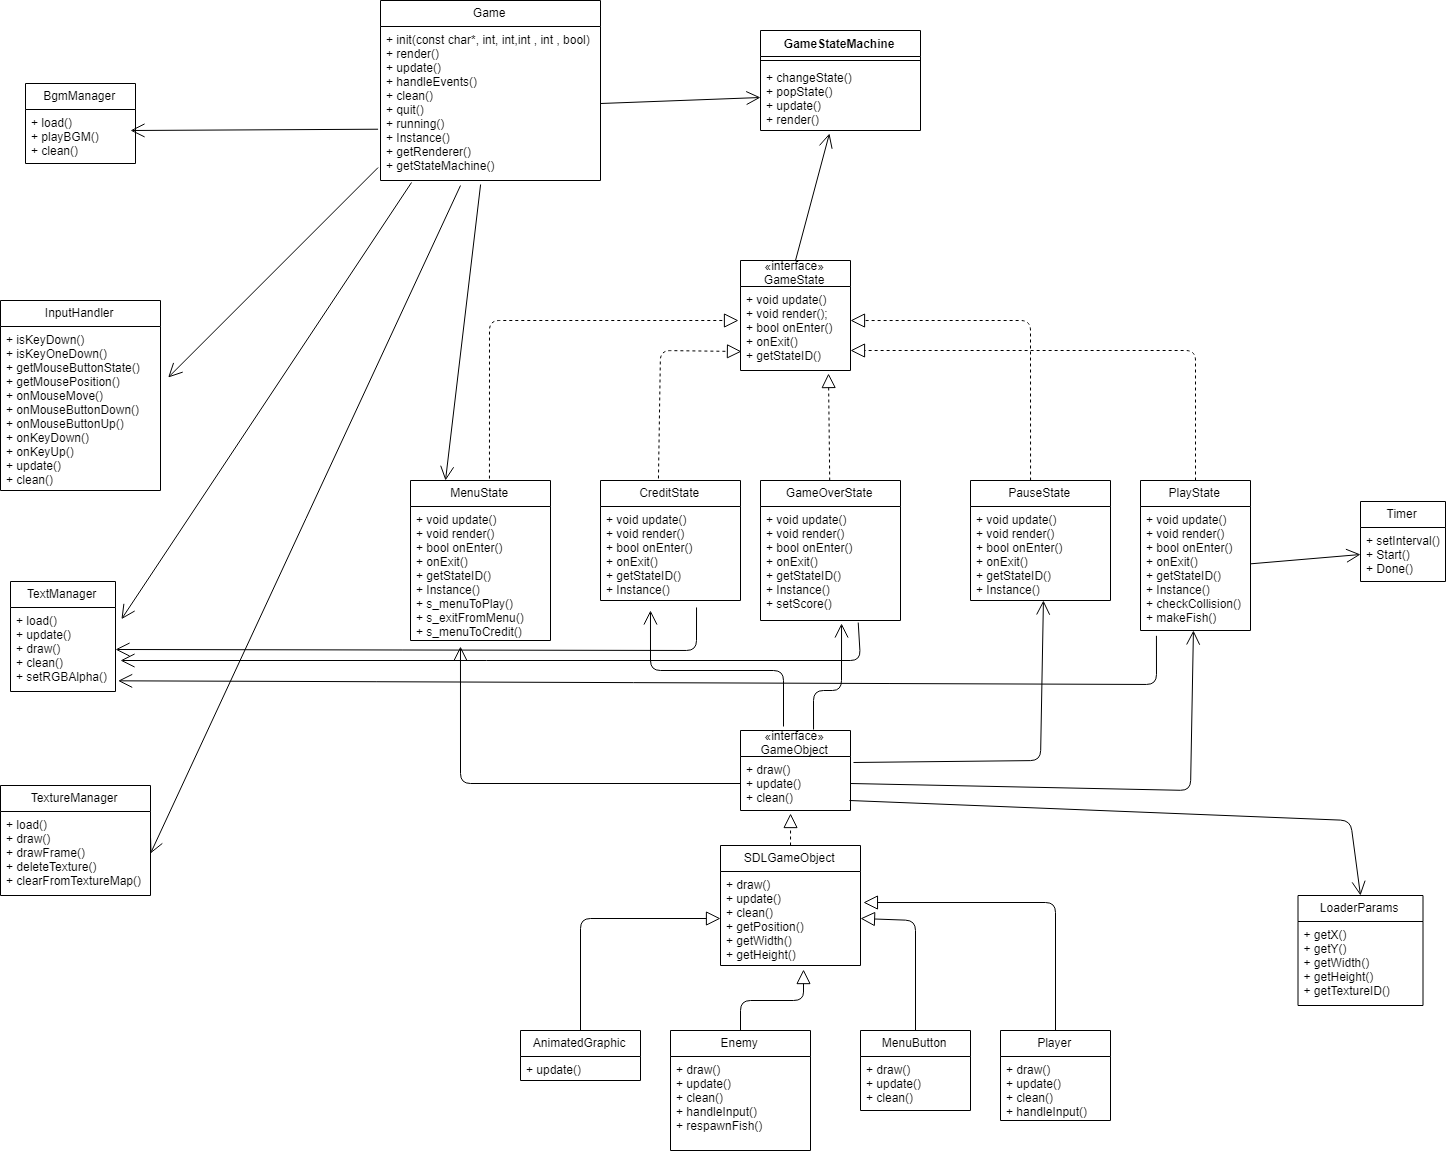 Game
+ init(const char*, int, int,int , int , bool)
+ render()
+ update()
+ handleEvents()
+ clean()
+ quit()
+ running()
+ Instance()
+ getRenderer()
+ getStateMachine()
GameStateMachine
+ changeState()
+ popState()
+ update()
+ render()
BgmManager
+ load()
+ playBGM()
+ clean()
«interface»
GameState
+ void update()
+ void render();
+ bool onEnter()
+ onExit()
+ getStateID()
InputHandler
+ isKeyDown()
+ isKeyOneDown()
+ getMouseButtonState()
+ getMousePosition()
+ onMouseMove()
+ onMouseButtonDown()
+ onMouseButtonUp()
+ onKeyDown()
+ onKeyUp()
+ update()
+ clean()
MenuState
+ void update()
+ void render()
+ bool onEnter()
+ onExit()
+ getStateID()
+ Instance()
+ s_menuToPlay()
+ s_exitFromMenu()
+ s_menuToCredit()
CreditState
+ void update()
+ void render()
+ bool onEnter()
+ onExit()
+ getStateID()
+ Instance()
GameOverState
+ void update()
+ void render()
+ bool onEnter()
+ onExit()
+ getStateID()
+ Instance()
+ setScore()
PauseState
+ void update()
+ void render()
+ bool onEnter()
+ onExit()
+ getStateID()
+ Instance()
PlayState
+ void update()
+ void render()
+ bool onEnter()
+ onExit()
+ getStateID()
+ Instance()
+ checkCollision()
+ makeFish()
Timer
+ setInterval()
+ Start()
+ Done()
TextManager
+ load()
+ update()
+ draw()
+ clean()
+ setRGBAlpha()
«interface»
GameObject
+ draw()
+ update()
+ clean()
TextureManager
+ load()
+ draw()
+ drawFrame()
+ deleteTexture()
+ clearFromTextureMap()
SDLGameObject
+ draw()
+ update()
+ clean()
+ getPosition()
+ getWidth()
+ getHeight()
LoaderParams
+ getX()
+ getY()
+ getWidth()
+ getHeight()
+ getTextureID()
AnimatedGraphic
+ update()
Enemy
+ draw()
+ update()
+ clean()
+ handleInput()
+ respawnFish()
MenuButton
+ draw()
+ update()
+ clean()
Player
+ draw()
+ update()
+ clean()
+ handleInput()